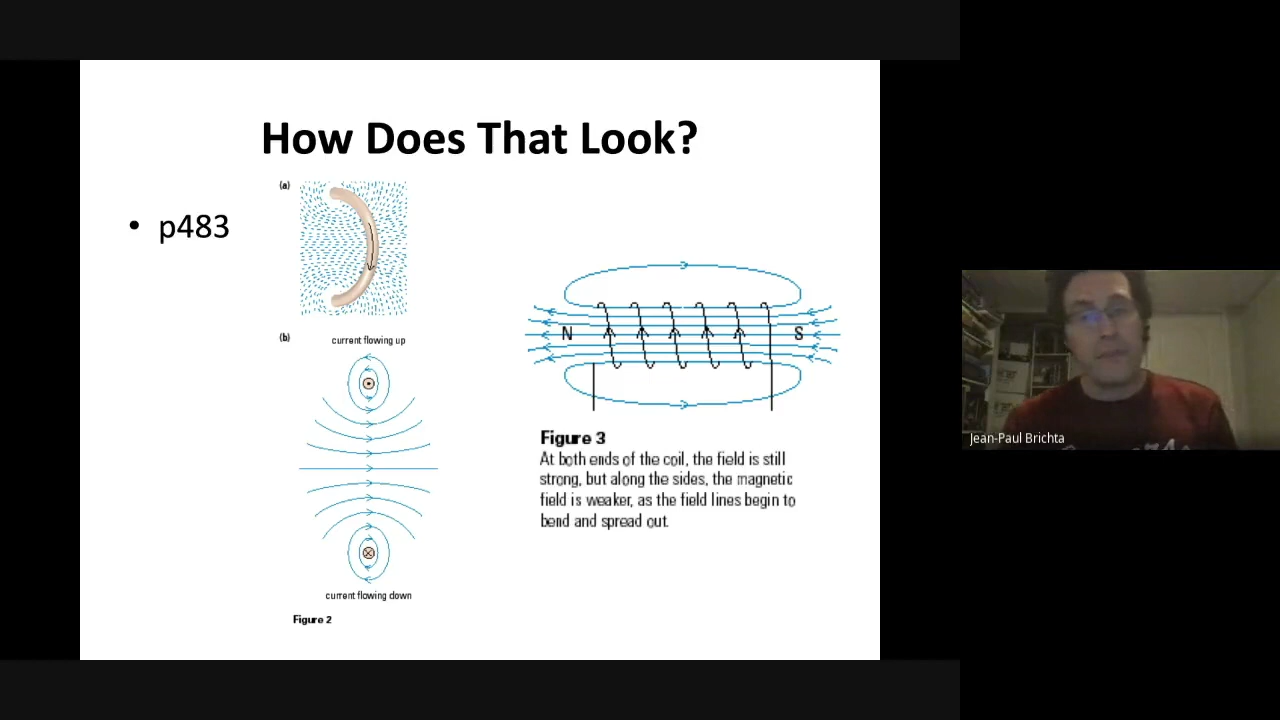 How Does That Look?
• p483
(a)
(b)
current flowing up
current flowing down
Figure 2
N
S
Figure 3
At both ends of the coil, the field is still
strong, but along the sides, the magnetic
field is weaker, as the field lines begin to
bend and spread out.
Jean-Paul Brichta